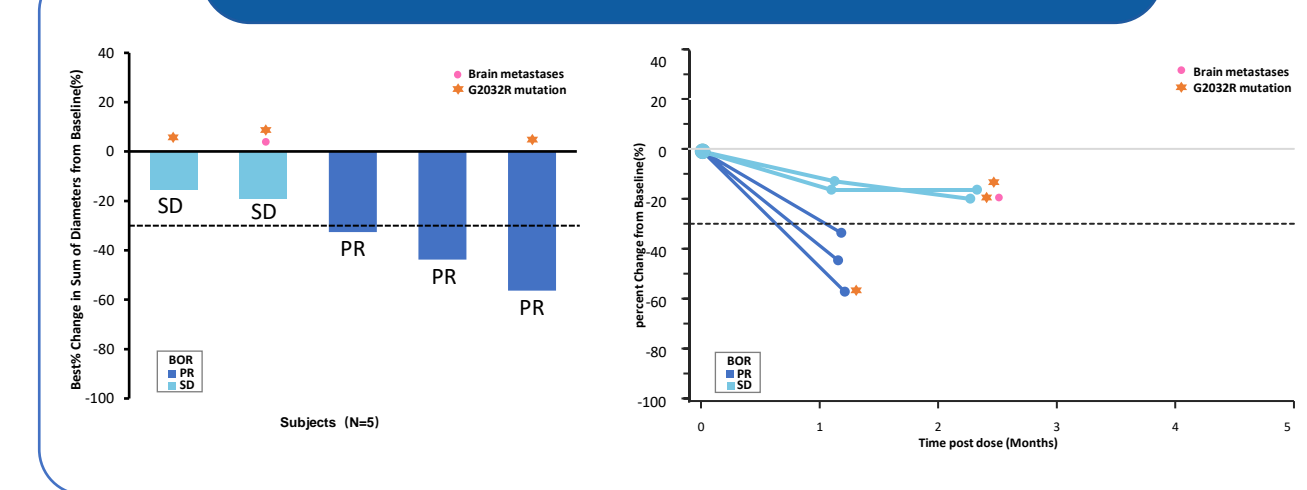 Best% Change in Sum of Diameters from Baseline(%)
40
20
0
-20
-40
-60
-80
-100
Brain metastases
G2032R mutation
SD
SD
PR
PR
PR
BOR
PR
SD
Subjects (N=5)
percent Change from Baseline(%)
40
20
0
-20
-40
-60
-80
-100
Brain metastases
G2032R mutation
BOR
PR
SD
0 1 2 3 4 5
Time post dose (Months)